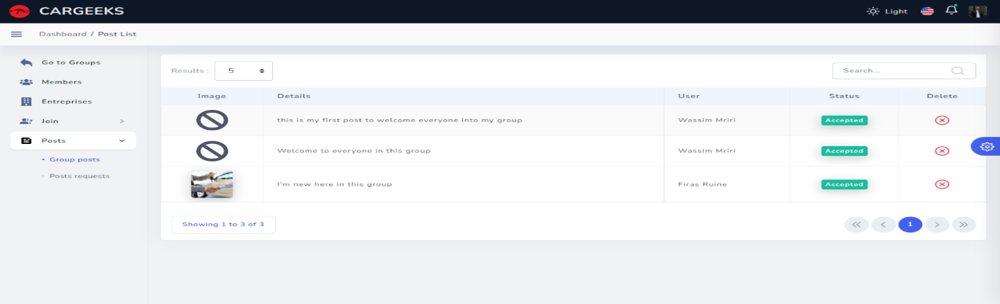 CARGEEKS
Light
Dashboard / Post List
Go to Groups
Members
Entreprises
Join
Posts
Group posts
Posts requests
Results : 5
Search...
Image Details User Status Delete
this is my first post to welcome everyone into my group Wassim Mriri Accepted
Welcome to everyone in this group Wassim Mriri Accepted
I'm new here in this group Firas Ruine Accepted
Showing 1 to 3 of 3
1